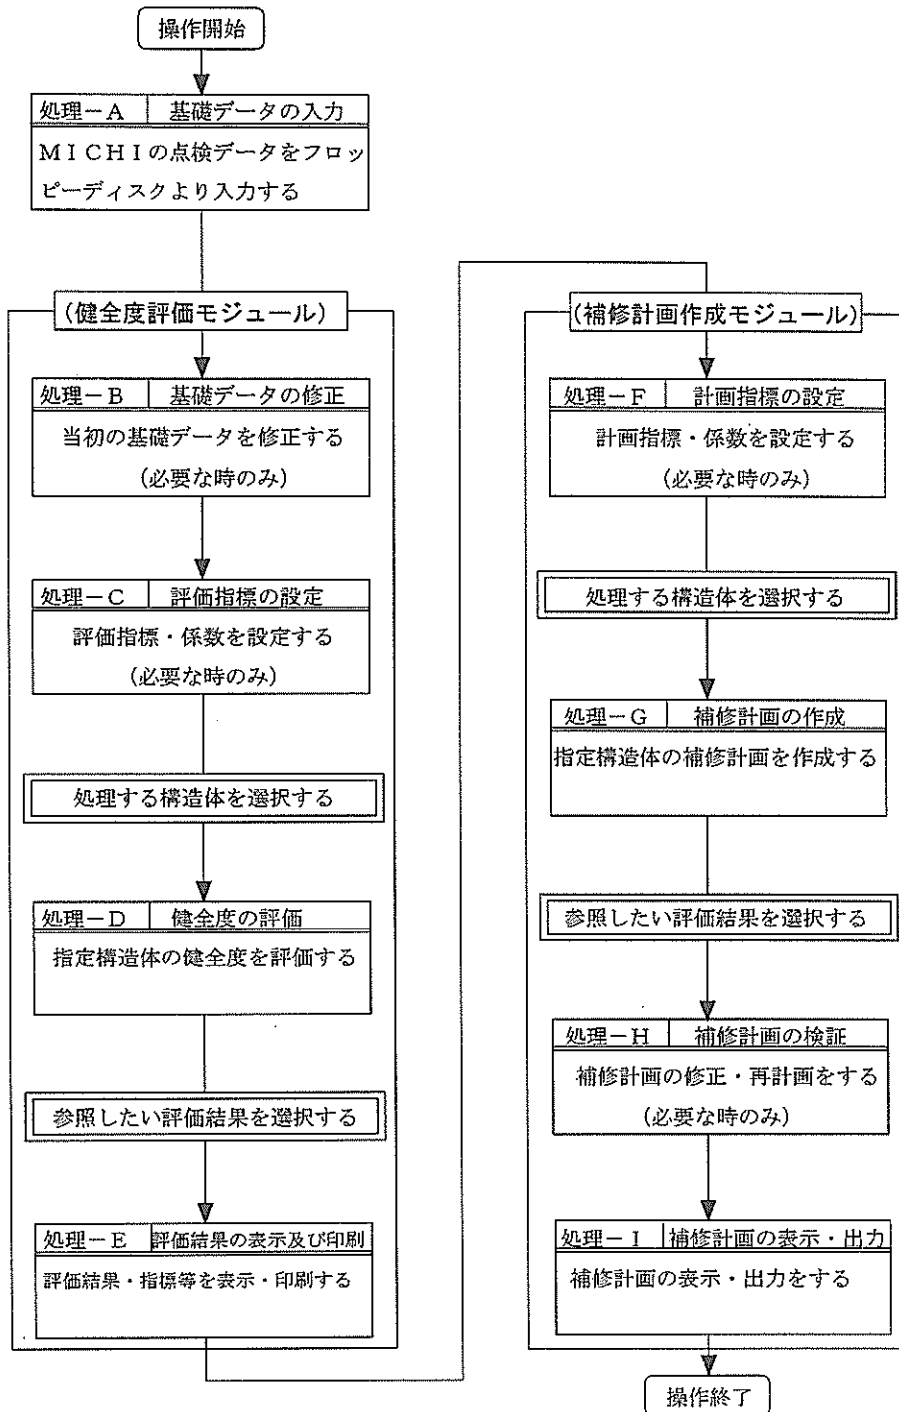 操作開始
処理－A 基礎データの入力
MICHIの点検データをフロッ
ピーディスクより入力する
(健全度評価モジュール)
処理－B 基礎データの修正
当初の基礎データを修正する
(必要な時のみ)
処理－C 評価指標の設定
評価指標・係数を設定する
(必要な時のみ)
処理する構造体を選択する
処理－D 健全度の評価
指定構造体の健全度を評価する
参照したい評価結果を選択する
処理－E 評価結果の表示及び印刷
評価結果・指標等を表示・印刷する
(補修計画作成モジュール)
処理－F 計画指標の設定
計画指標・係数を設定する
(必要な時のみ)
処理する構造体を選択する
処理－G 補修計画の作成
指定構造体の補修計画を作成する
参照したい評価結果を選択する
処理－H 補修計画の検証
補修計画の修正・再計画をする
(必要な時のみ)
処理－I 補修計画の表示・出力
補修計画の表示・出力をする
操作終了